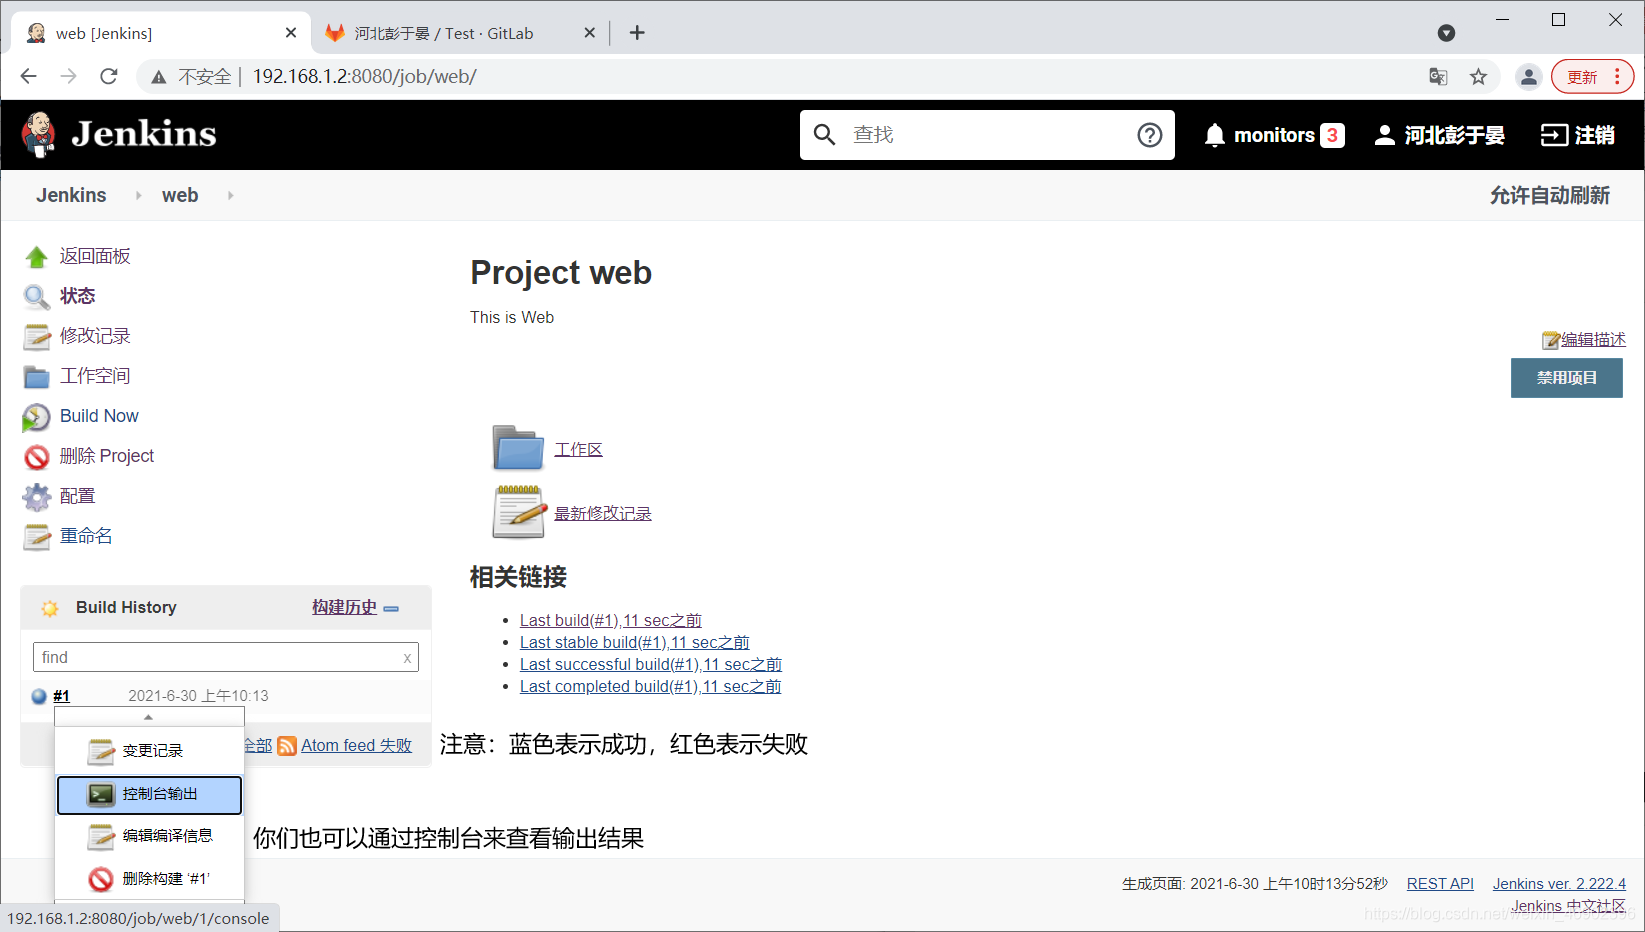 web [Jenkins]
河北彭于晏 / Test · GitLab
不安全 | 192.168.1.2:8080/job/web/
更新
Jenkins
查找
monitors 3
河北彭于晏
注销
Jenkins
web
允许自动刷新
返回面板
状态
修改记录
工作空间
Build Now
删除 Project
配置
重命名
Project web
This is Web
编辑描述
禁用项目
工作区
最新修改记录
相关链接
Last build(#1),11 sec之前
Last stable build(#1),11 sec之前
Last successful build(#1),11 sec之前
Last completed build(#1),11 sec之前
Build History
构建历史
find
x
#1
2021-6-30 上午10:13
全部
Atom feed 失败
注意：蓝色表示成功，红色表示失败
变更记录
控制台输出
编辑编译信息
删除构建 ‘#1’
你们也可以通过控制台来查看输出结果
生成页面: 2021-6-30 上午10时13分52秒
REST API
Jenkins ver. 2.222.4
Jenkins 中文社区
192.168.1.2:8080/job/web/1/console